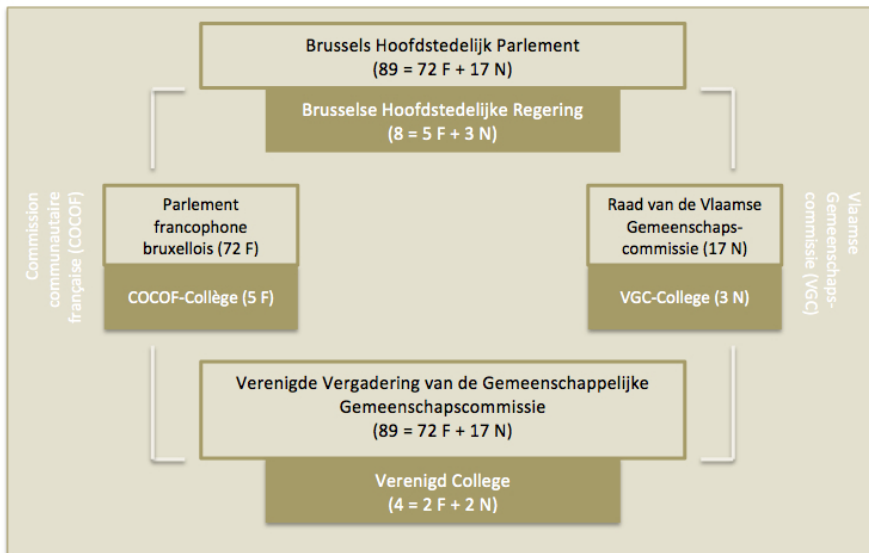 Brussels Hoofdstedelijk Parlement
(89 = 72 F + 17 N)
Brusselse Hoofdstedelijke Regering
(8 = 5 F + 3 N)
Commission
communautaire
française (COCOF)
Parlement
francophone
bruxellois (72 F)
COCOF-Collège (5 F)
Raad van de Vlaamse
Gemeenschaps-
commissie (17 N)
VGC-College (3 N)
Vlaamse
Gemeenschaps-
commissie (VGC)
Verenigde Vergadering van de Gemeenschappelijke
Gemeenschapscommissie
(89 = 72 F + 17 N)
Verenigd College
(4 = 2 F + 2 N)